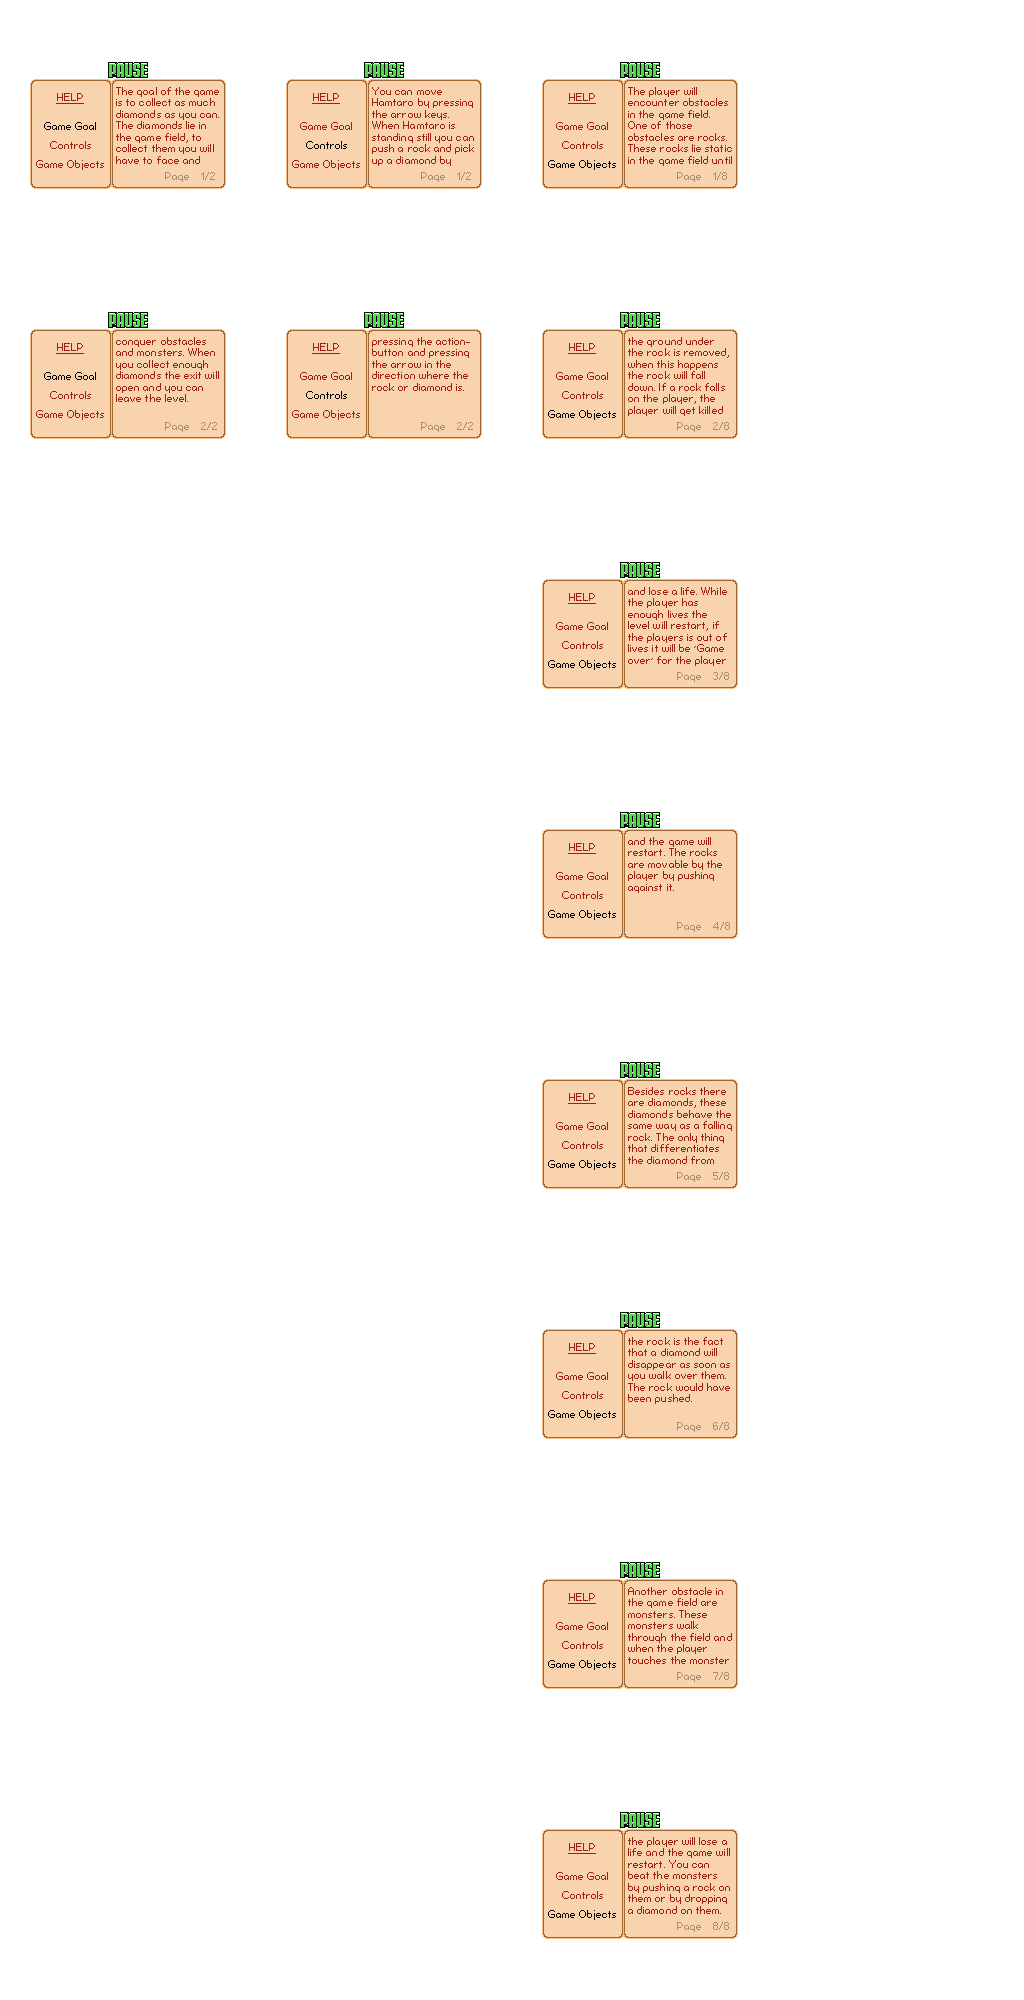 PAUSE
HELP
Game Goal
Controls
Game Objects
The goal of the game
is to collect as much
diamonds as you can.
The diamonds lie in
the game field, to
collect them you will
have to face and
Page 1/2
PAUSE
HELP
Game Goal
Controls
Game Objects
You can move
Hamtaro by pressing
the arrow keys.
When Hamtaro is
standing still you can
push a rock and pick
up a diamond by
Page 1/2
PAUSE
HELP
Game Goal
Controls
Game Objects
The player will
encounter obstacles
in the game field.
One of those
obstacles are rocks.
These rocks lie static
in the game field until
Page 1/8
PAUSE
HELP
Game Goal
Controls
Game Objects
conquer obstacles
and monsters. When
you collect enough
diamonds the exit will
open and you can
leave the level.
Page 2/2
PAUSE
HELP
Game Goal
Controls
Game Objects
pressing the action-
button and pressing
the arrow in the
direction where the
rock or diamond is.
Page 2/2
PAUSE
HELP
Game Goal
Controls
Game Objects
the ground under
the rock is removed,
when this happens
the rock will fall
down. If a rock falls
on the player, the
player will get killed
Page 2/8
PAUSE
HELP
Game Goal
Controls
Game Objects
and lose a life. While
the player has
enough lives the
level will restart, if
the players is out of
lives it will be 'Game
over' for the player
Page 3/8
PAUSE
HELP
Game Goal
Controls
Game Objects
and the game will
restart. The rocks
are movable by the
player by pushing
against it.
Page 4/8
PAUSE
HELP
Game Goal
Controls
Game Objects
Besides rocks there
are diamonds, these
diamonds behave the
same way as a falling
rock. The only thing
that differentiates
the diamond from
Page 5/8
PAUSE
HELP
Game Goal
Controls
Game Objects
the rock is the fact
that a diamond will
disappear as soon as
you walk over them.
The rock would have
been pushed.
Page 6/8
PAUSE
HELP
Game Goal
Controls
Game Objects
Another obstacle in
the game field are
monsters. These
monsters walk
through the field and
when the player
touches the monster
Page 7/8
PAUSE
HELP
Game Goal
Controls
Game Objects
the player will lose a
life and the game will
restart. You can
beat the monsters
by pushing a rock on
them or by dropping
a diamond on them.
Page 8/8